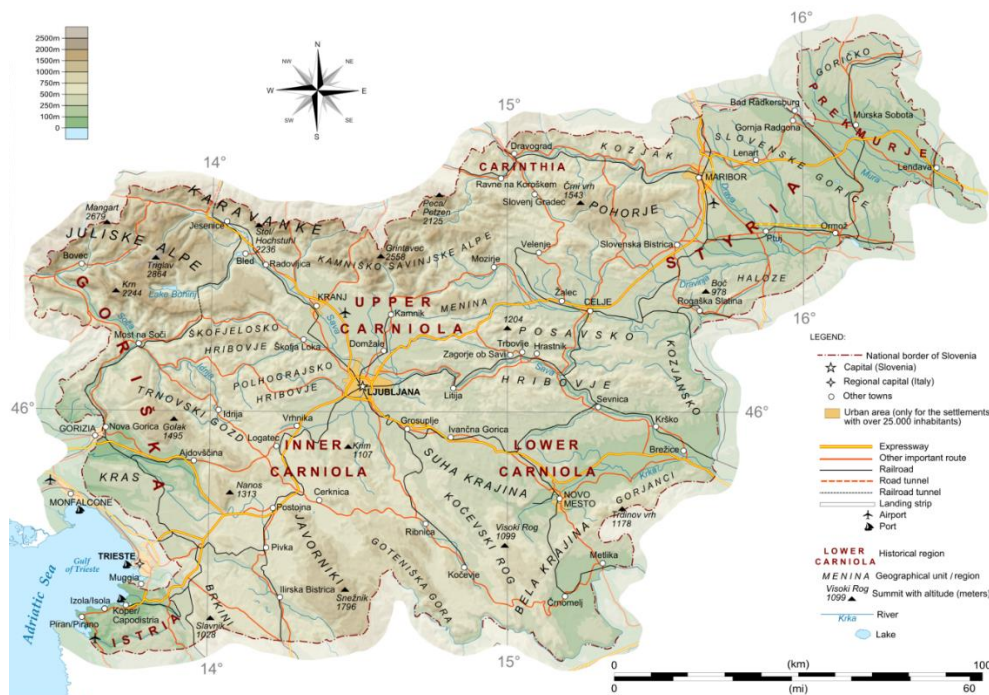 2500m
2000m
1500m
1000m
750m
500m
250m
100m
0
N
NW
NE
W
E
SW
SE
S
14°
15°
16°
GORIČKO
PREKMURJE
Bad Radkersburg
Murska Sobota
Gornja Radgona
SLOVENSKE GORICE
Lenart
Lendava
Mura
Dravograd
KOZJAK
CARINTHIA
MARIBOR
Ravne na Koroškem
Črni vrh
1543
Slovenj Gradec
POHORJE
Drava
STYRIA
Peca/
Petzen
2125
Mangart
2679
KARAVANKE
Jesenice
Stol/
Hochstuhl
2236
JULISKE ALPE
Grintavec
2558
Velenje
Slovenska Bistrica
Ptuj
Ormož
Bovec
Triglav
2864
Bled
Radovljica
KAMNIŠKO SAVINJSKE ALPE
Mozirje
HALOZE
Dravinja
Boč
978
Krn
2244
Lake Bohinj
KRANJ
UPPER
CARNIOLA
MENINA
Žalec
CELJE
Rogaška Slatina
GORIŠKA
Kamnik
16°
Most na Soči
Soča
ŠKOFJELOSKO
HRIBOVJE
Sava
1204
POSAVSKO
HRIBOVJE
Škofja Loka
Domžale
Trbovlje
Hrastnik
Zagorje ob Savi
Sava
KOZJANSKO
Idrijca
POLHOGRAJSKO
HRIBOVJE
LJUBLJANA
Litija
TRNOVSKI GOZD
46°
Idrija
Vrhnika
Sevnica
46°
Golak
1495
Grosuplje
Krško
Nova Gorica
GORIZIA
Logatec
Ivančna Gorica
Krim
1107
INNER
CARNIOLA
LOWER
CARNIOLA
Brežice
Ajdovščina
KRAS
SUHA KRAJINA
Krka
Nanos
1313
Cerknica
NOVO
MESTO
GORJANCI
MONFALCONE
Postojna
KOČEVSKI ROG
Trdinov vrh
1178
Ribnica
Visoki Rog
1099
JAVORNIKI
Pivka
GOTENIŠKA GORA
BELA KRAJINA
Metlika
TRIESTE
Gulf
of Trieste
Muggia
Kočevje
Adriatic Sea
BRKINI
Ilirska Bistrica
Snežnik
1796
Črnomelj
Izola/Isola
Koper/
Capodistria
Piran/Pirano
ISTRIA
Slavnik
1028
14°
15°
LEGEND:
National border of Slovenia
Capital (Slovenia)
Regional capital (Italy)
Other towns
Urban area (only for the settlements
with over 25.000 inhabitants)
Expressway
Other important route
Railroad
Road tunnel
Railroad tunnel
Landing strip
Airport
Port
LOWER
CARNIOLA
Historical region
MENINA
Geographical unit / region
Visoki Rog
1099
Summit with altitude (meters)
Krka
River
Lake
0
(km)
100
0
(mi)
60